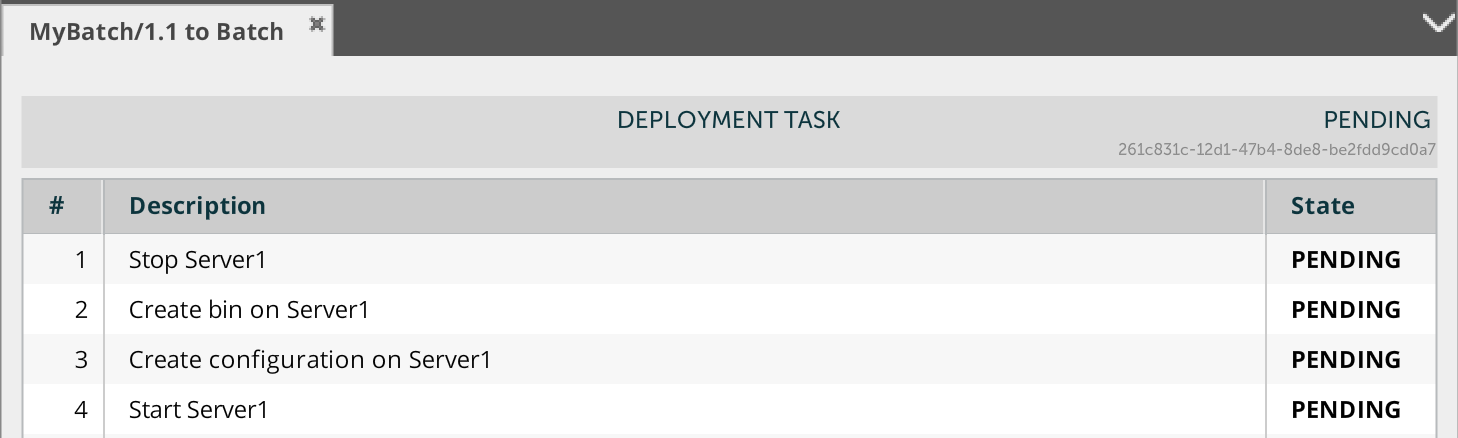 MyBatch/1.1 to Batch
DEPLOYMENT TASK PENDING
261c831c-12d1-47b4-8de8-be2fdd9cd0a7
# Description State
1 Stop Server1 PENDING
2 Create bin on Server1 PENDING
3 Create configuration on Server1 PENDING
4 Start Server1 PENDING